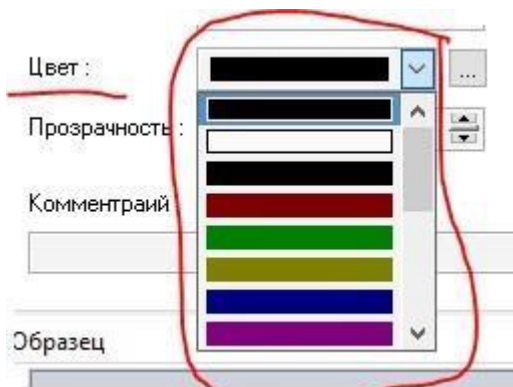 Цвет :
...
Прозрачность :
Комментраий
Образец